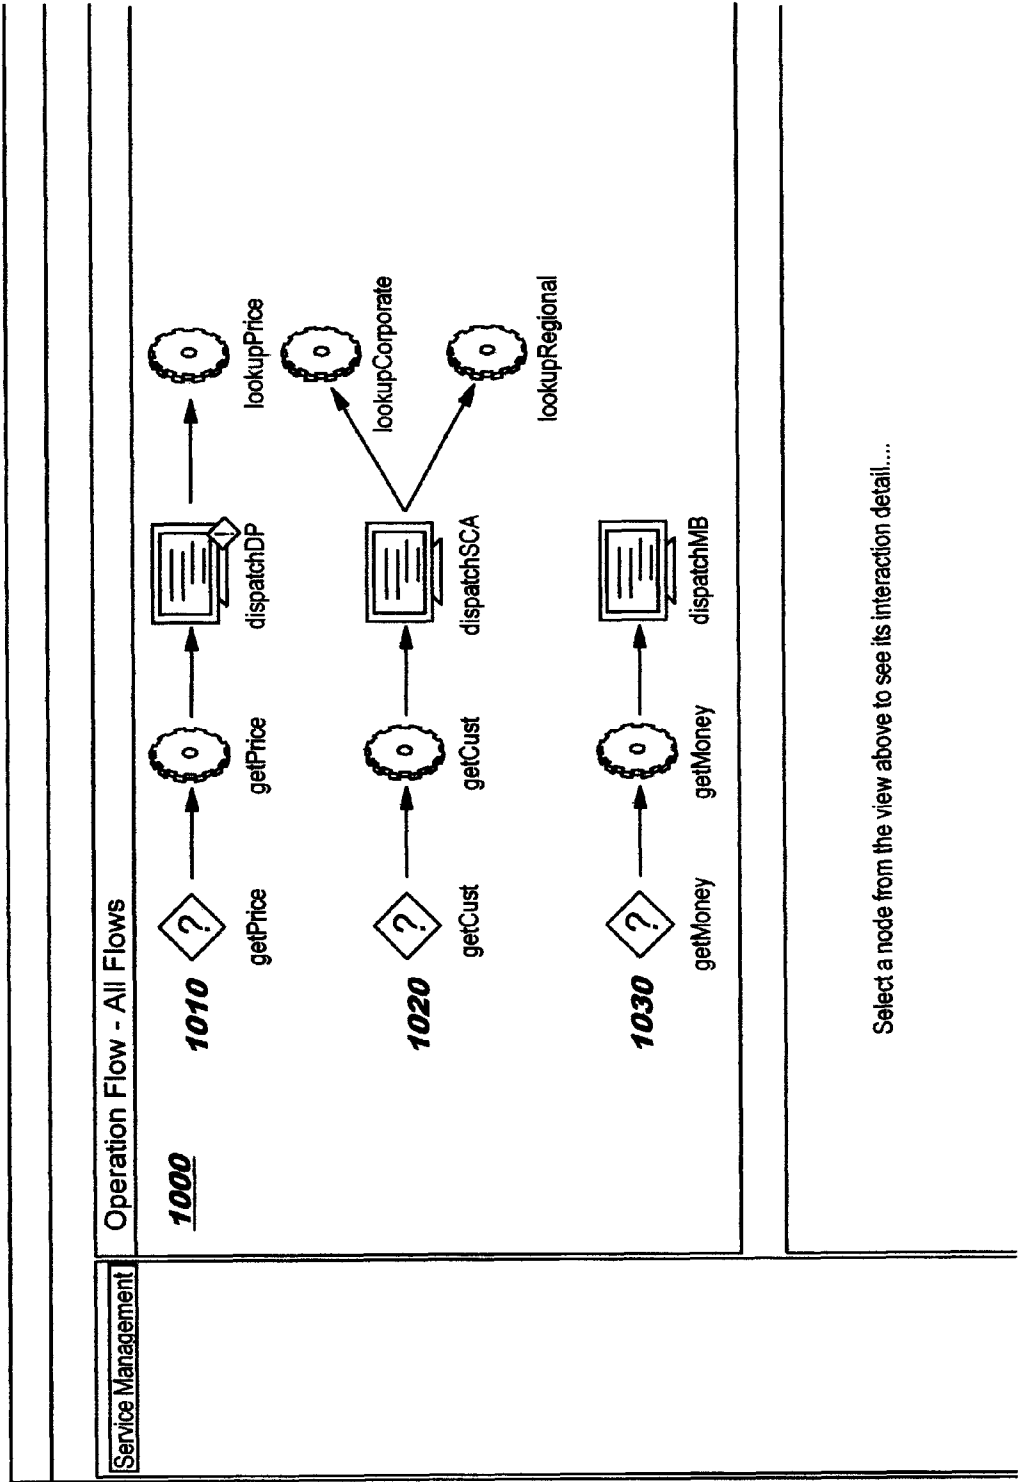 Service Management
Operation Flow - All Flows
1000
1010
?
getPrice
getPrice
!
dispatchDP
lookupPrice
1020
?
getCust
getCust
dispatchSCA
lookupCorporate
lookupRegional
1030
?
getMoney
getMoney
dispatchMB
Select a node from the view above to see its interaction detail....